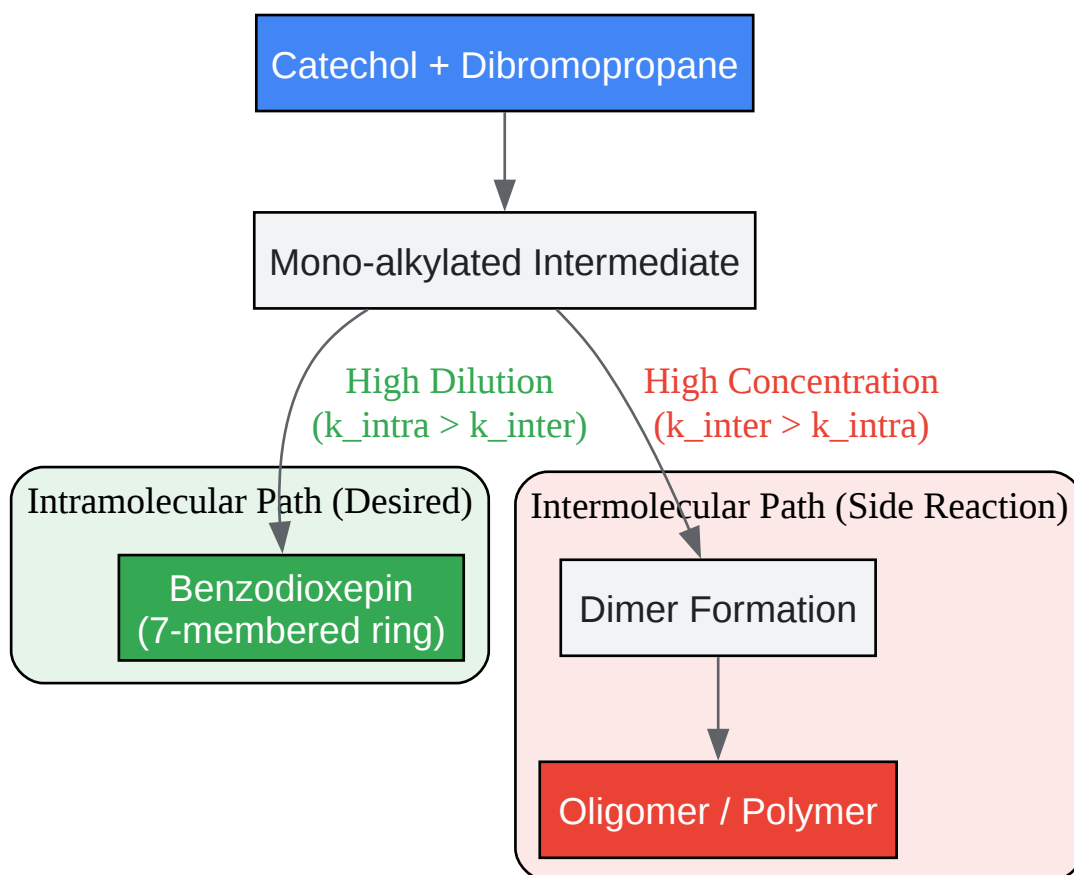 Catechol + Dibromopropane
Mono-alkylated Intermediate
High Dilution
(k_intra > k_inter)
High Concentration
(k_inter > k_intra)
Intramolecular Path (Desired)
Benzodioxepin
(7-membered ring)
Intermolecular Path (Side Reaction)
Dimer Formation
Oligomer / Polymer